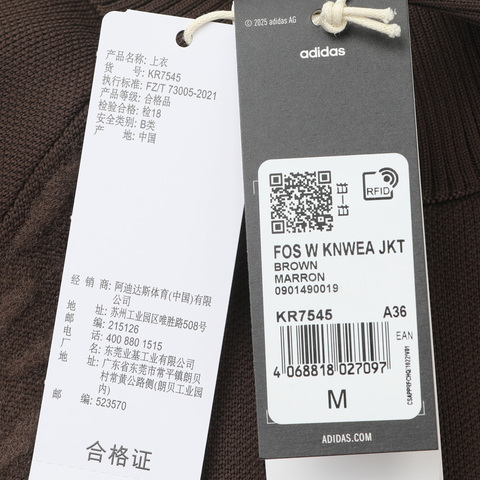 产品名称: 上衣
货 号: KR7545
执行标准: FZ/T 73005-2021
产品等级: 合格品
检验合格: 检18
安全类别: B类
产 地: 中国
经 销 商: 阿迪达斯体育(中国)有限
公司
地 址: 苏州工业园区唯胜路508号
邮 编: 215126
电 话: 400 880 1515
厂 名: 东莞业基工业有限公司
地 址: 广东省东莞市常平镇朗贝
村常黄公路侧(朗贝工业园
内)
邮 编: 523570
合格证
© 2025 adidas AG
adidas
RFID
FOS W KNWEA JKT
BROWN
MARRON
0901490019
KR7545 A36
EAN
4 068818 027097
M
ADIDAS.COM